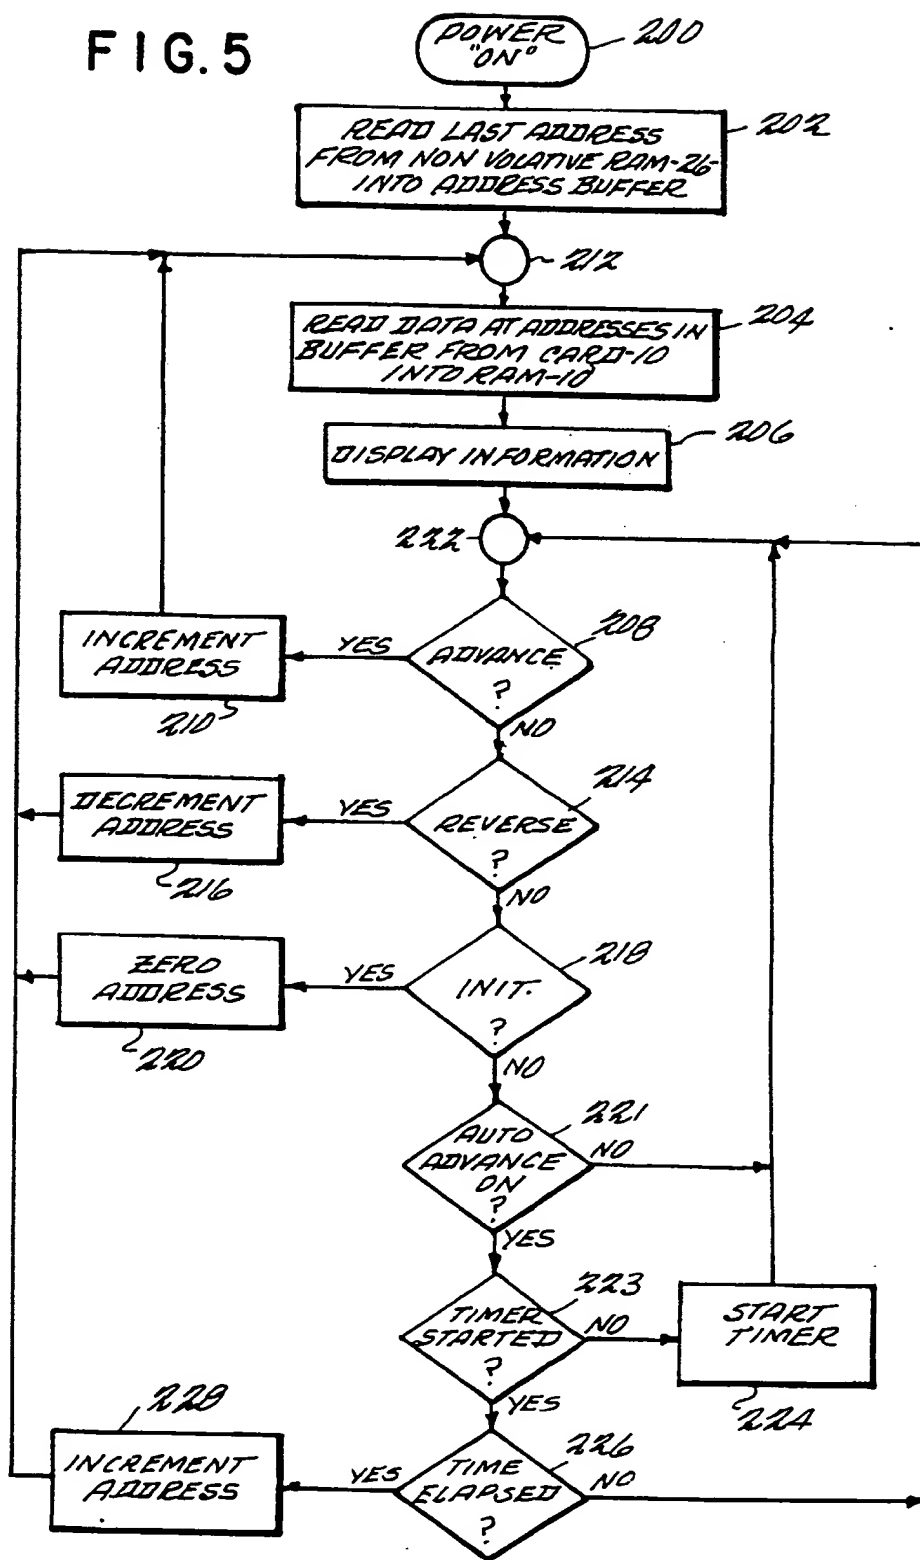 FIG. 5
POWER
"ON"
200
READ LAST ADDRESS
FROM NON VOLATIVE RAM-26
INTO ADDRESS BUFFER
202
212
READ DATA AT ADDRESSES IN
BUFFER FROM CARD-10
INTO RAM-10
204
DISPLAY INFORMATION
206
222
ADVANCE
?
208
YES
INCREMENT
ADDRESS
210
NO
REVERSE
?
214
YES
DECREMENT
ADDRESS
216
NO
INIT.
?
218
YES
ZERO
ADDRESS
220
NO
AUTO
ADVANCE
ON
?
221
NO
YES
TIMER
STARTED
?
223
NO
START
TIMER
224
YES
TIME
ELAPSED
?
226
NO
YES
INCREMENT
ADDRESS
228